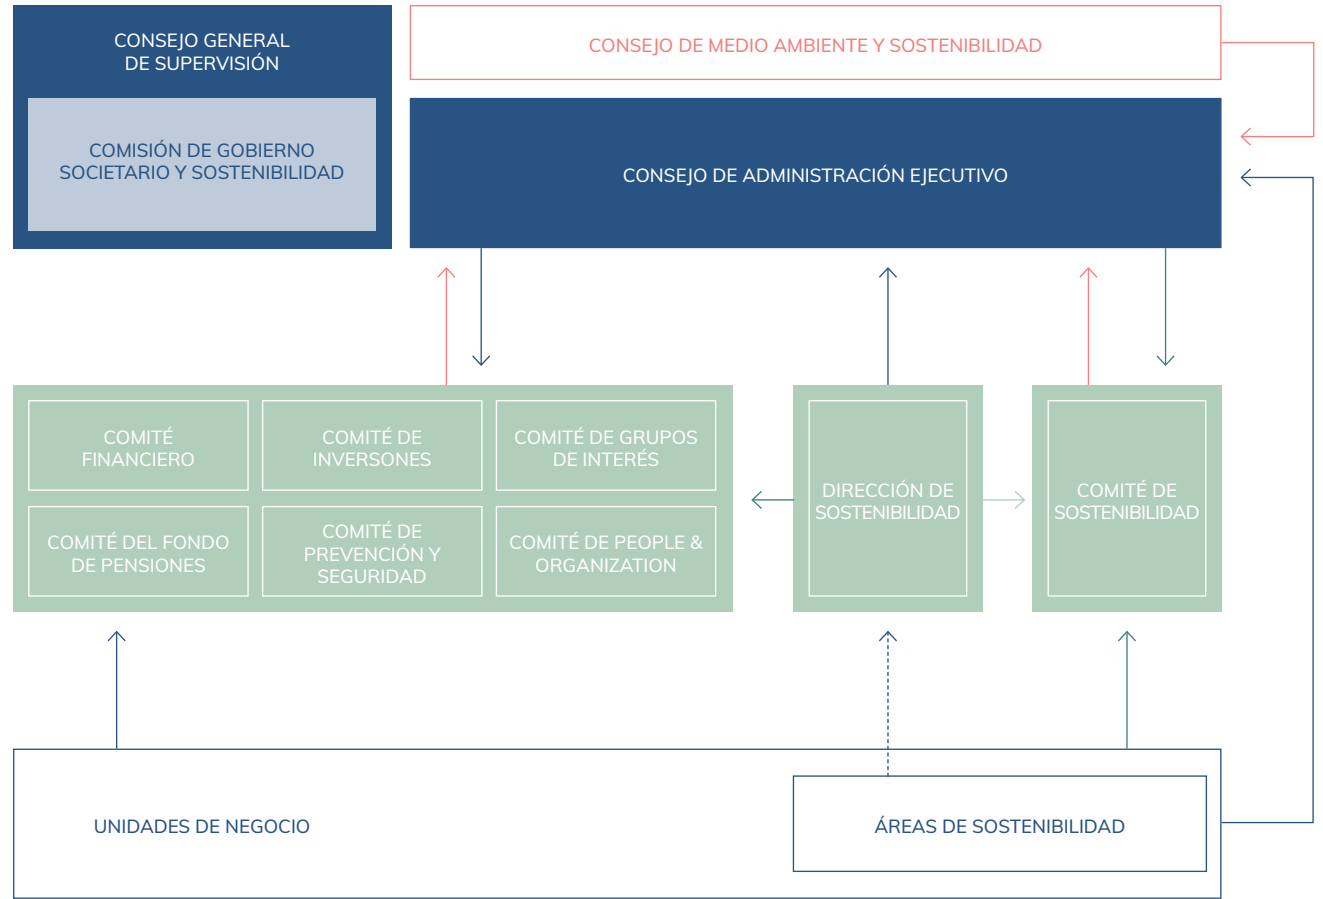 CONSEJO GENERAL
DE SUPERVISIÓN
COMISIÓN DE GOBIERNO
SOCIETARIO Y SOSTENIBILIDAD
CONSEJO DE MEDIO AMBIENTE Y SOSTENIBILIDAD
CONSEJO DE ADMINISTRACIÓN EJECUTIVO
COMITÉ
FINANCIERO
COMITÉ DE
INVERSONES
COMITÉ DE GRUPOS
DE INTERÉS
COMITÉ DEL FONDO
DE PENSIONES
COMITÉ DE
PREVENCIÓN Y
SEGURIDAD
COMITÉ DE PEOPLE &
ORGANIZATION
DIRECCIÓN DE
SOSTENIBILIDAD
COMITÉ DE
SOSTENIBILIDAD
UNIDADES DE NEGOCIO
ÁREAS DE SOSTENIBILIDAD